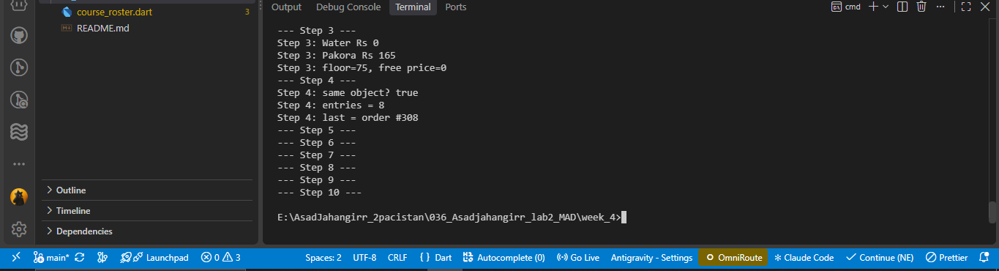 course_roster.dart 3
README.md
Outline
Timeline
Dependencies
Output Debug Console Terminal Ports cmd
--- Step 3 ---
Step 3: Water Rs 0
Step 3: Pakora Rs 165
Step 3: floor=75, free price=0
--- Step 4 ---
Step 4: same object? true
Step 4: entries = 8
Step 4: last = order #308
--- Step 5 ---
--- Step 6 ---
--- Step 7 ---
--- Step 8 ---
--- Step 9 ---
--- Step 10 ---
E:\AsadJahangirr_2pacistan\036_Asadjahangirr_lab2_MAD\week_4>
main* Launchpad 0 3 Spaces: 2 UTF-8 CRLF { } Dart Autocomplete (0) Go Live Antigravity - Settings OmniRoute Claude Code Continue (NE) Prettier